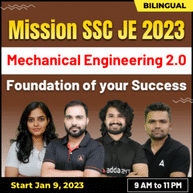 BILINGUAL
Mission SSC JE 2023
Mechanical Engineering 2.0
Foundation of your Success
adda247
Start Jan 9, 2023
9 AM to 11 PM